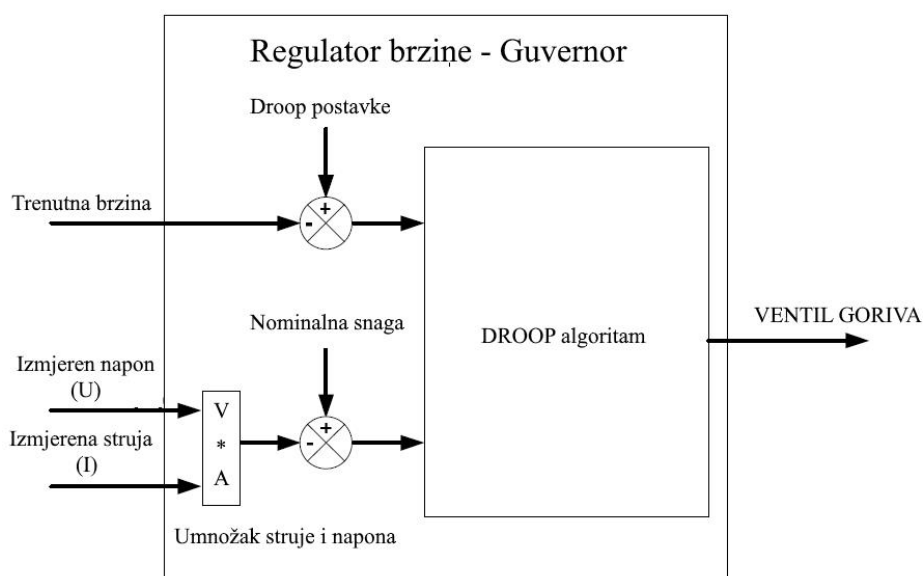 Regulator brzine - Guvernor
Droop postavke
+
Trenutna brzina
-
Nominalna snaga
DROOP algoritam
VENTIL GORIVA
Izmjeren napon
(U)
Izmjerena struja
(I)
V
*
A
+
-
Umnožak struje i napona